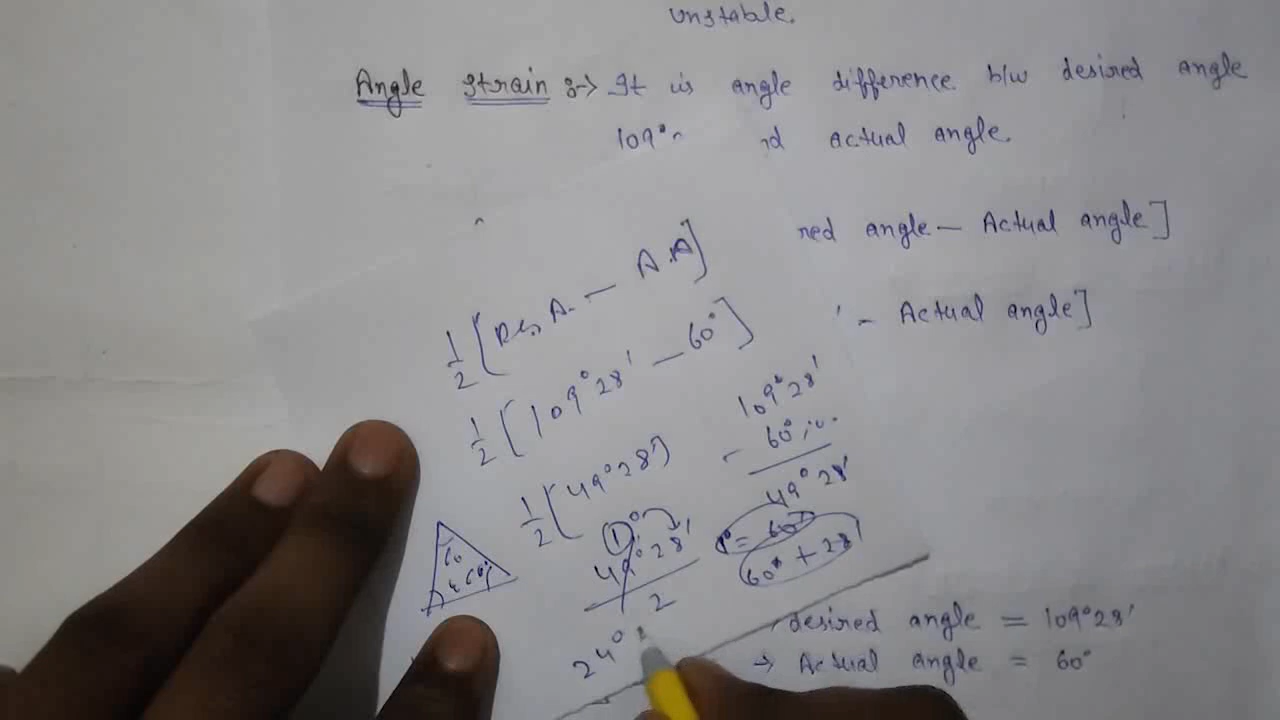 unstable.
Angle strain :-> It is angle difference b/w desired angle
109° nd actual angle.
red angle - Actual angle]
' - Actual angle]
1/2 [Des A. - A.A]
1/2 [109°28' - 60°]
109°28'
- 60°
49°28'
1/2 (49°28')
1° = 60'
60' + 28'
1°
49°28'
2
24°
60
desired angle = 109°28'
-> Actual angle = 60°